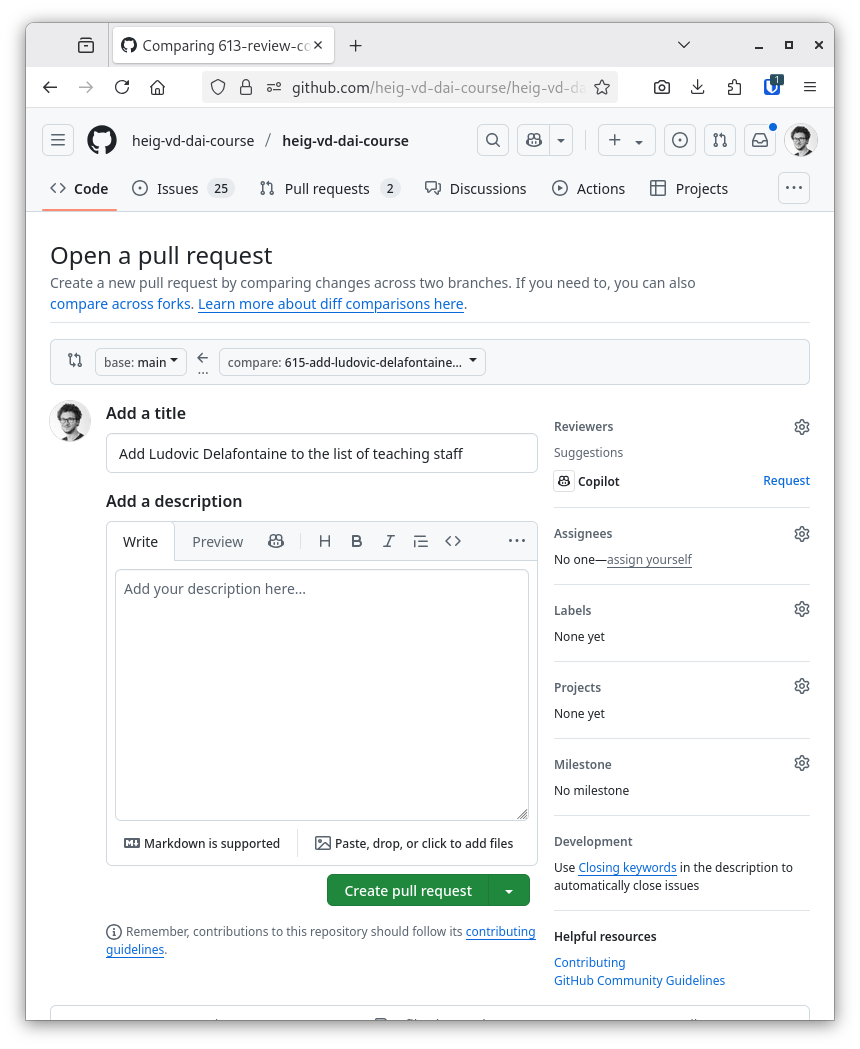 Comparing 613-review-co
1
github.com/heig-vd-dai-course/heig-vd-da
heig-vd-dai-course / heig-vd-dai-course
Code Issues 25 Pull requests 2 Discussions Actions Projects
Open a pull request
Create a new pull request by comparing changes across two branches. If you need to, you can also
compare across forks. Learn more about diff comparisons here.
base: main compare: 615-add-ludovic-delafontaine...
Add a title
Add Ludovic Delafontaine to the list of teaching staff
Add a description
Write Preview H B I
Add your description here...
Markdown is supported Paste, drop, or click to add files
Create pull request
Remember, contributions to this repository should follow its contributing
guidelines.
Reviewers
Suggestions
Copilot Request
Assignees
No one—assign yourself
Labels
None yet
Projects
None yet
Milestone
No milestone
Development
Use Closing keywords in the description to
automatically close issues
Helpful resources
Contributing
GitHub Community Guidelines